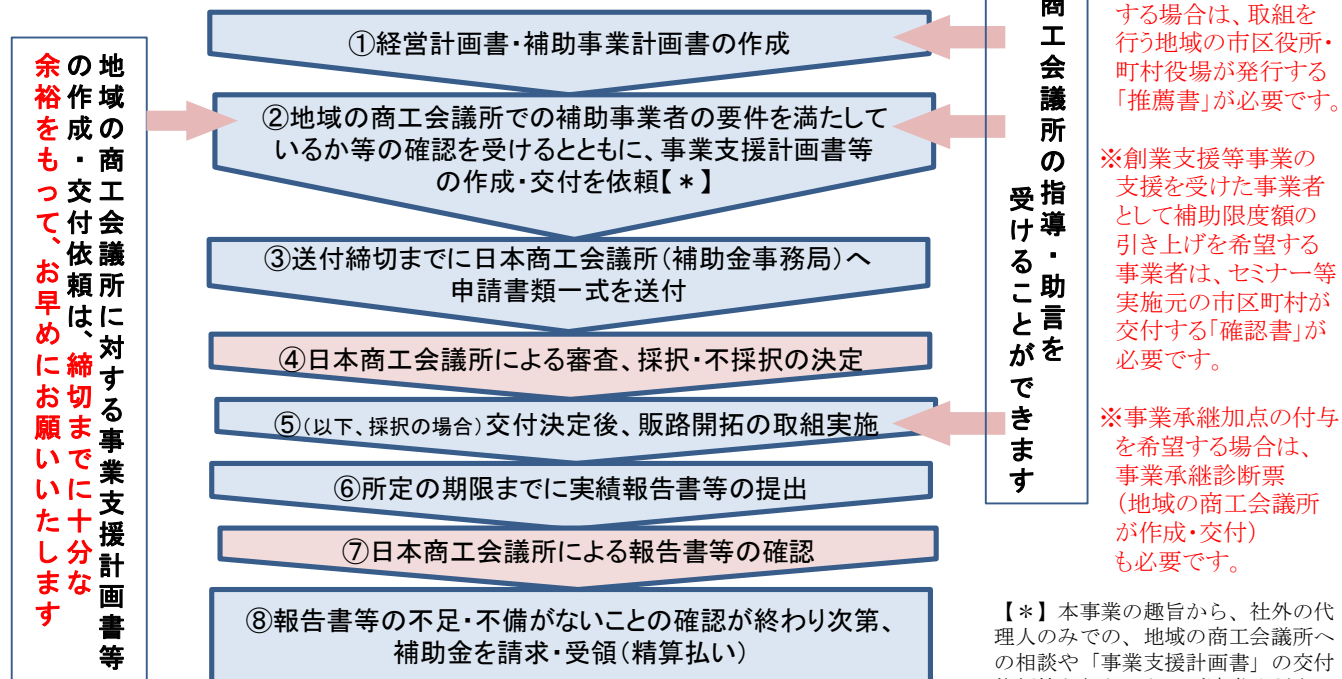 地域の商工会議所に対する事業支援計画書等
の作成・交付依頼は、締切までに十分な
余裕をもって、お早めにお願いいたします
①経営計画書・補助事業計画書の作成
②地域の商工会議所での補助事業者の要件を満たして
いるか等の確認を受けるとともに、事業支援計画書等
の作成・交付を依頼【＊】
③送付締切までに日本商工会議所（補助金事務局）へ
申請書類一式を送付
④日本商工会議所による審査、採択・不採択の決定
⑤（以下、採択の場合）交付決定後、販路開拓の取組実施
⑥所定の期限までに実績報告書等の提出
⑦日本商工会議所による報告書等の確認
⑧報告書等の不足・不備がないことの確認が終わり次第、
補助金を請求・受領（精算払い）
商工会議所の指導・助言を
受けることができます
する場合は、取組を
行う地域の市区役所・
町村役場が発行する
「推薦書」が必要です。
※創業支援等事業の
支援を受けた事業者
として補助限度額の
引き上げを希望する
事業者は、セミナー等
実施元の市区町村が
交付する「確認書」が
必要です。
※事業承継加点の付与
を希望する場合は、
事業承継診断票
（地域の商工会議所
が作成・交付）
も必要です。
【＊】本事業の趣旨から、社外の代
理人のみでの、地域の商工会議所へ
の相談や「事業支援計画書」の交付